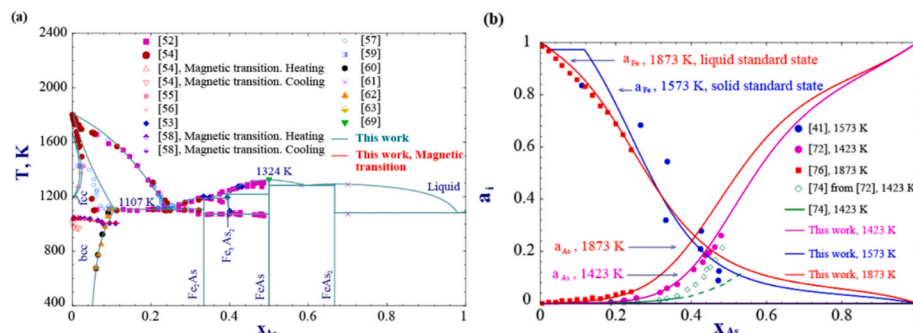 (a)
T, K
2000
1600
1200
800
400
[52]
[54]
[54], Magnetic transition. Heating
[54], Magnetic transition. Cooling
[55]
[56]
[53]
[58], Magnetic transition. Heating
[58], Magnetic transition. Cooling
[57]
[59]
[60]
[61]
[62]
[63]
[69]
This work
This work, Magnetic
transition
1324 K
1107 K
Liquid
fcc
bcc
Fe2As
Fe3As2
FeAs
FeAs2
0 0.2 0.4 0.6 0.8 1
xAs
(b)
ai
1
0.8
0.6
0.4
0.2
0
aFe, 1873 K, liquid standard state
aFe, 1573 K, solid standard state
[41], 1573 K
[72], 1423 K
[76], 1873 K
[74] from [72], 1423 K
[74], 1423 K
This work, 1423 K
This work, 1573 K
This work, 1873 K
aAs, 1873 K
aAs, 1423 K
0 0.2 0.4 0.6 0.8
xAs